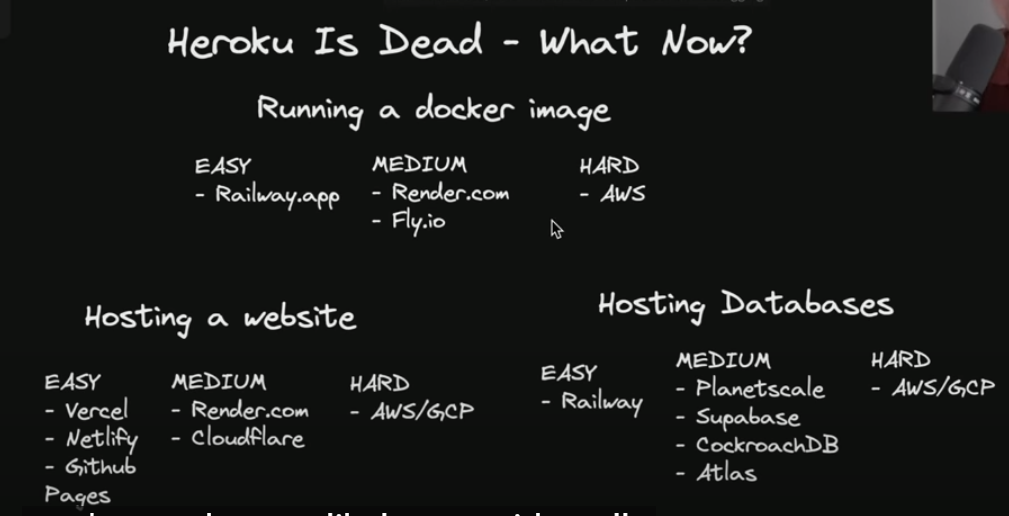 Heroku Is Dead - What Now?
Running a docker image
EASY
- Railway.app
MEDIUM
- Render.com
- Fly.io
HARD
- AWS
Hosting a website
EASY
- Vercel
- Netlify
- Github
Pages
MEDIUM
- Render.com
- Cloudflare
HARD
- AWS/GCP
Hosting Databases
EASY
- Railway
MEDIUM
- Planetscale
- Supabase
- CockroachDB
- Atlas
HARD
- AWS/GCP